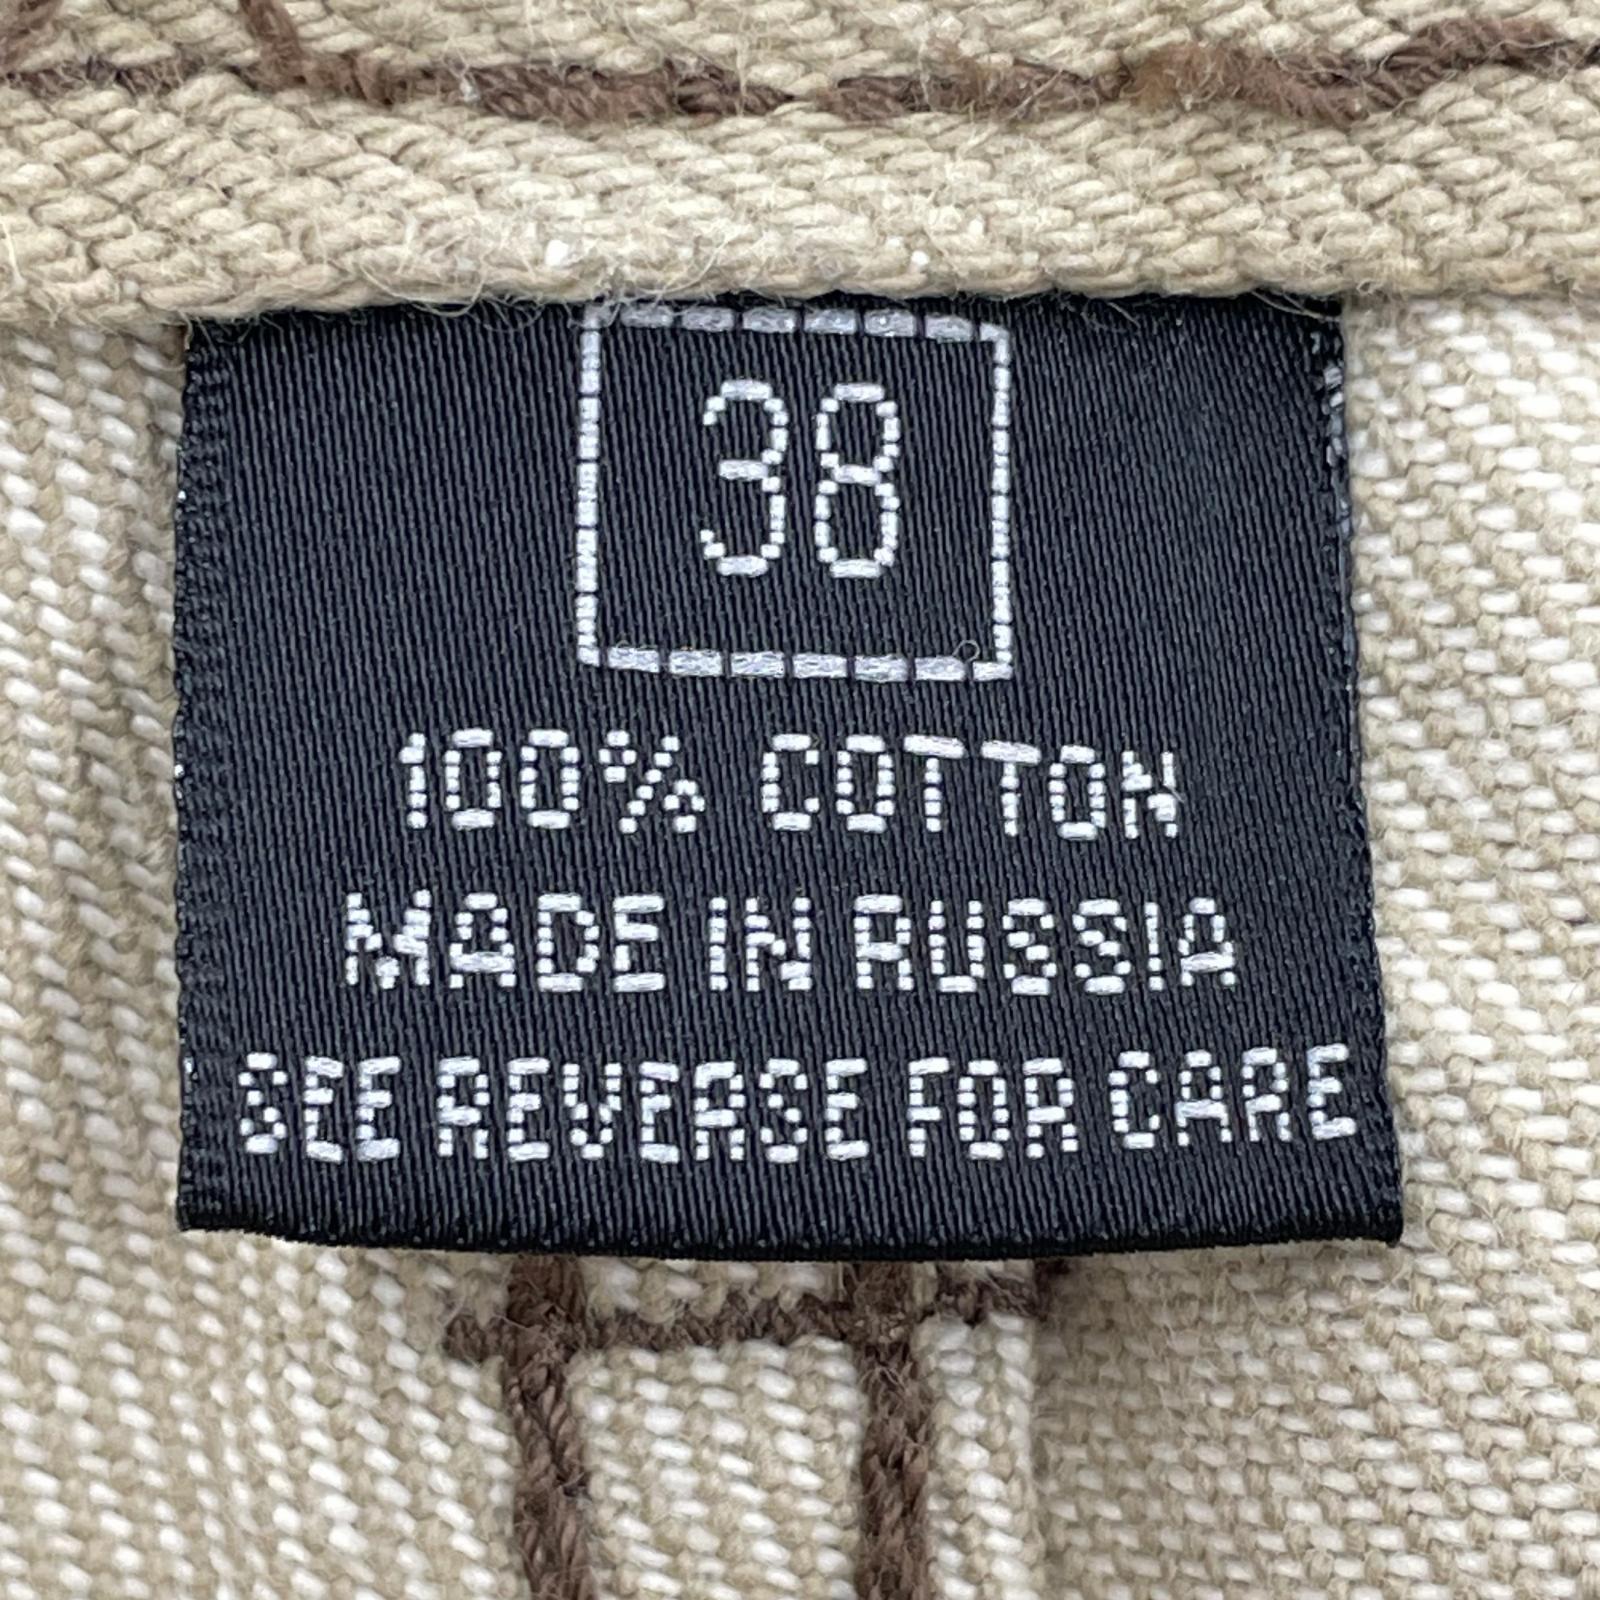 38
100% COTTON
MADE IN RUSSIA
SEE REVERSE FOR CARE